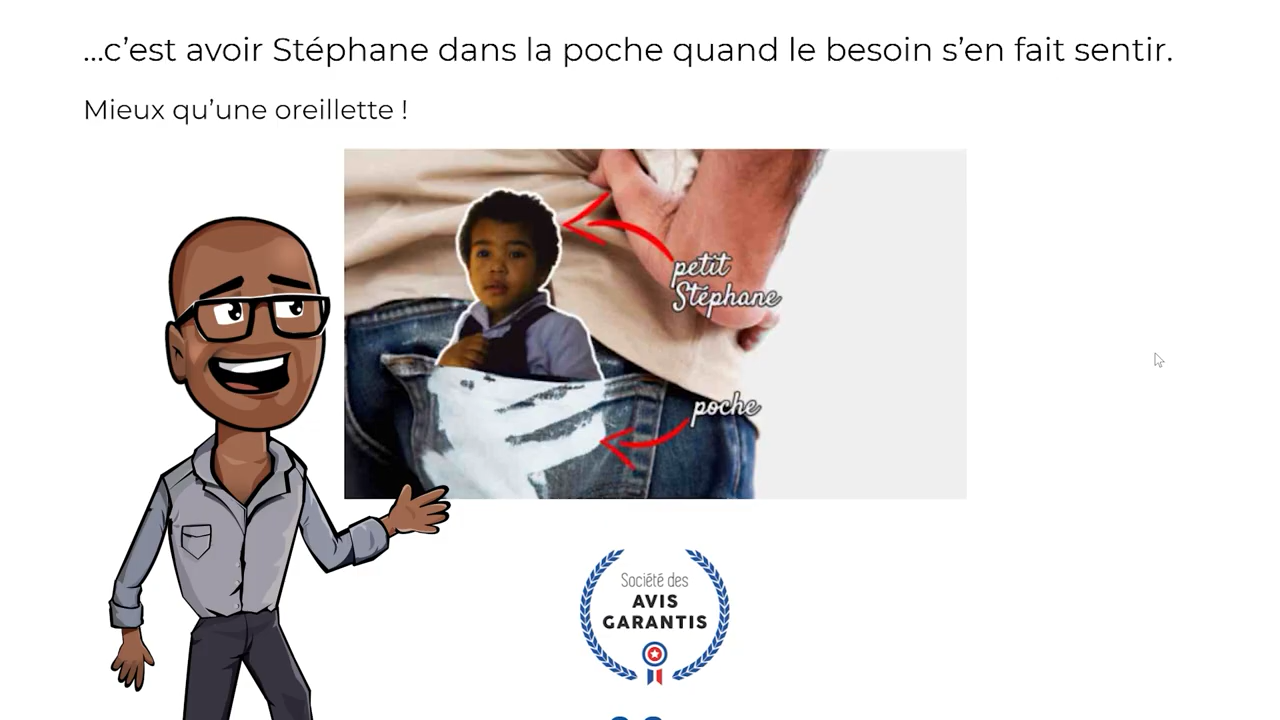 ...c'est avoir Stéphane dans la poche quand le besoin s'en fait sentir.
Mieux qu'une oreillette !
petit
Stéphane
poche
Société des
AVIS
GARANTIS